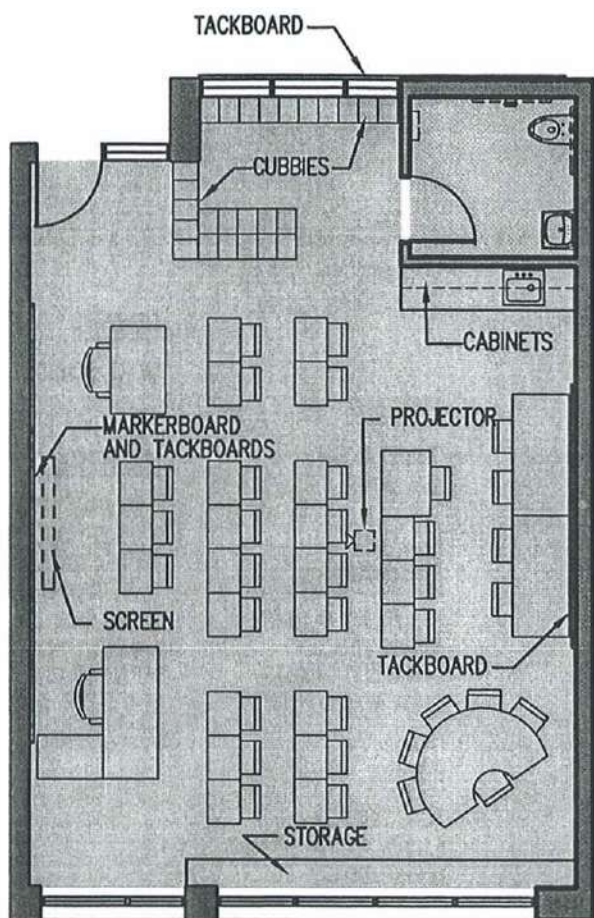 TACKBOARD
CUBBIES
CABINETS
MARKERBOARD
AND TACKBOARDS
PROJECTOR
SCREEN
TACKBOARD
STORAGE